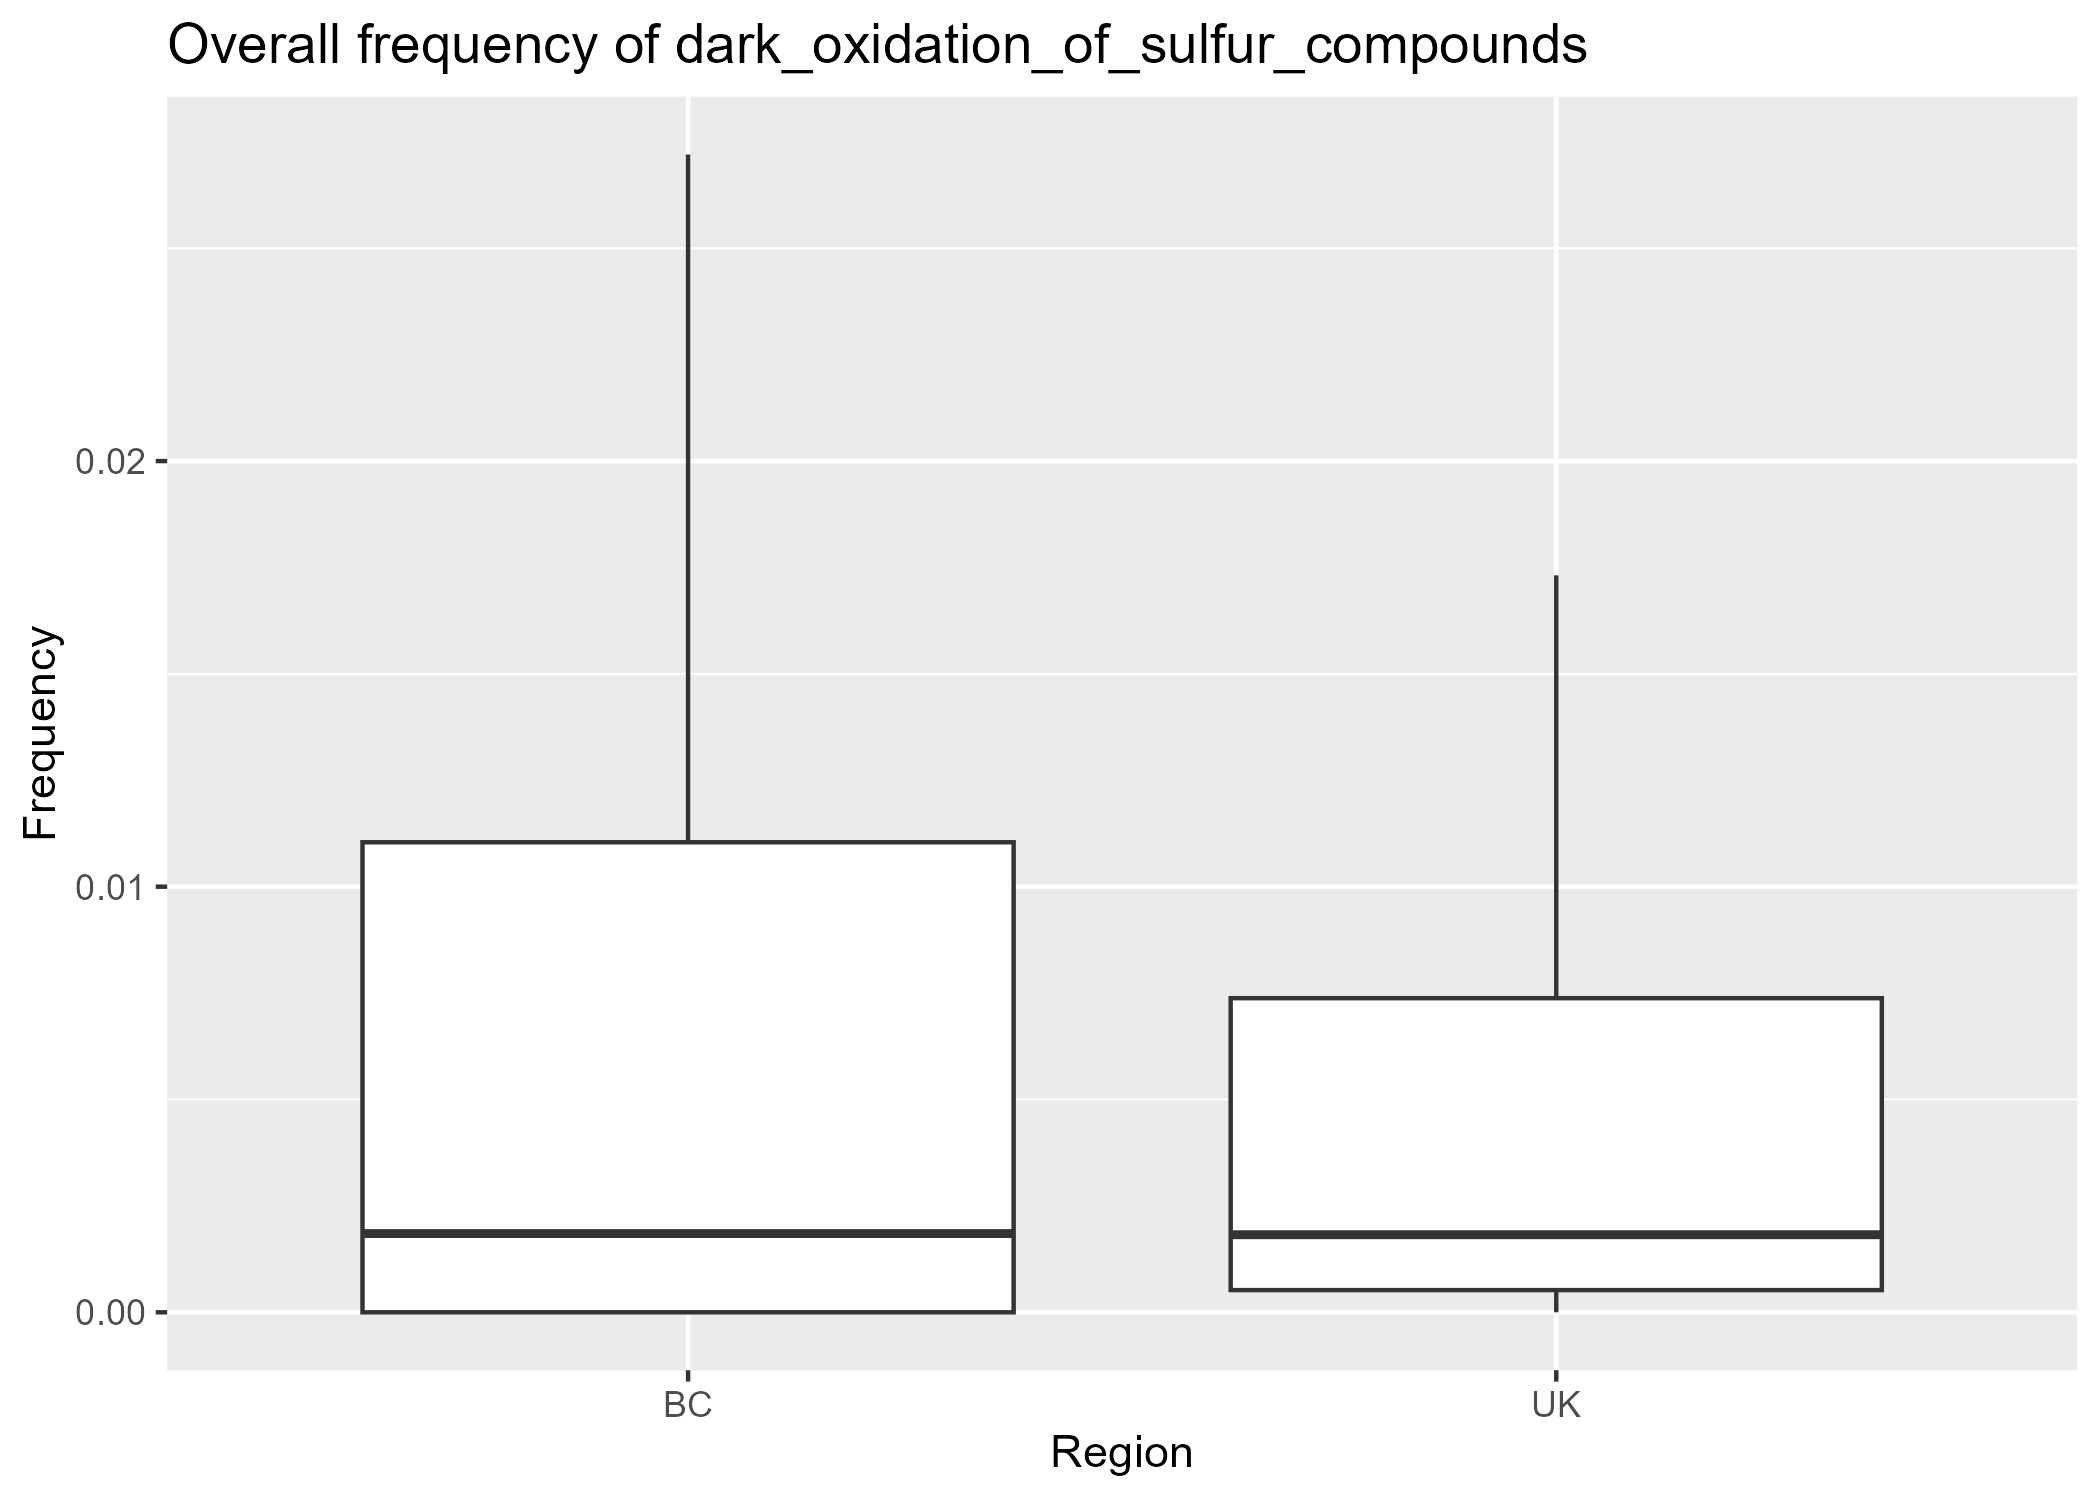 Overall frequency of dark_oxidation_of_sulfur_compounds
Frequency
0.02
0.01
0.00
BC
UK
Region